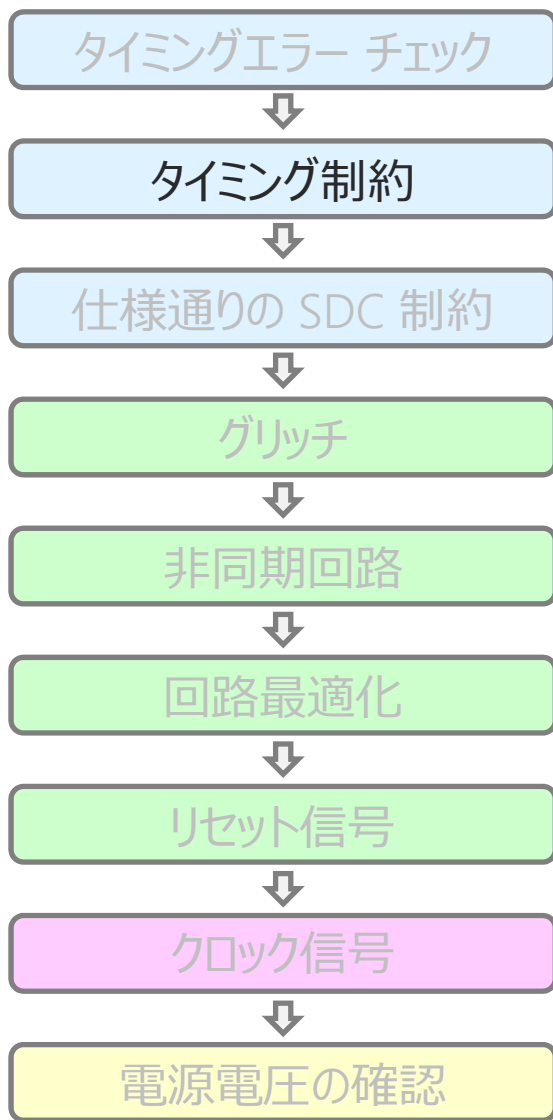 タイミングエラー チェック
タイミング制約
仕様通りの SDC 制約
グリッチ
非同期回路
回路最適化
リセット信号
クロック信号
電源電圧の確認